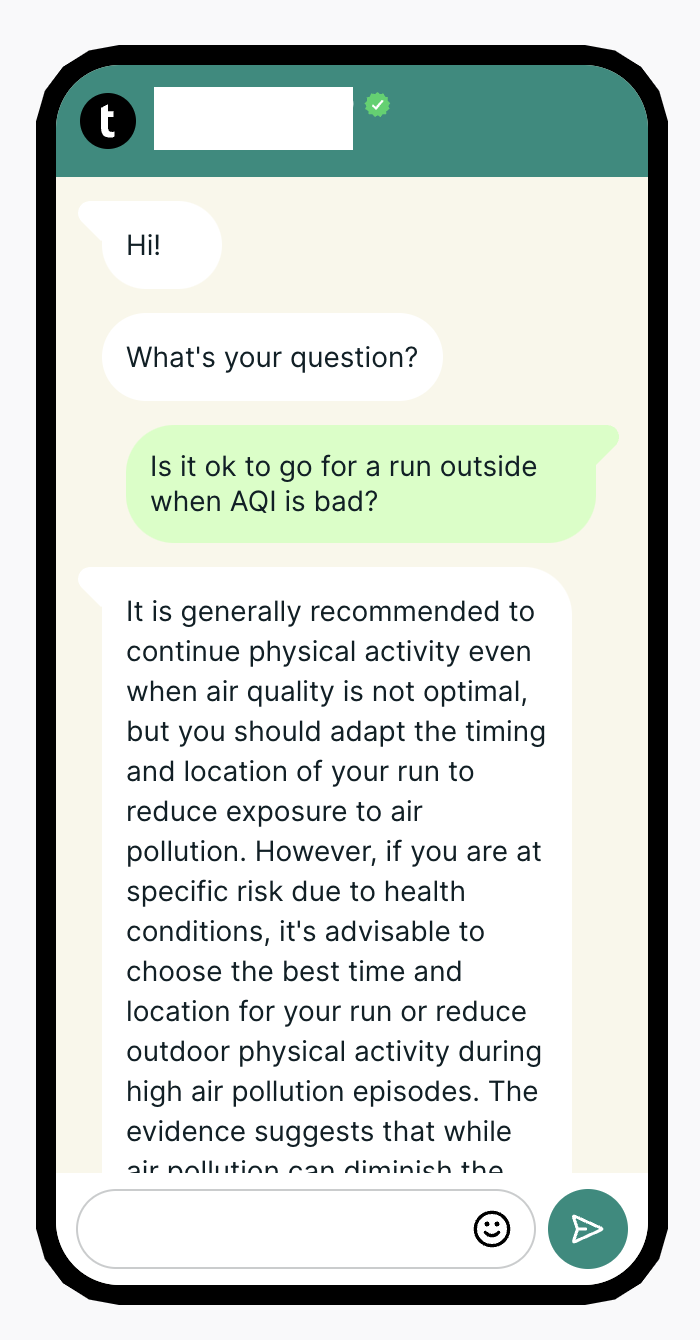 t
Hi!
What's your question?
Is it ok to go for a run outside
when AQI is bad?
It is generally recommended to
continue physical activity even
when air quality is not optimal,
but you should adapt the timing
and location of your run to
reduce exposure to air
pollution. However, if you are at
specific risk due to health
conditions, it's advisable to
choose the best time and
location for your run or reduce
outdoor physical activity during
high air pollution episodes. The
evidence suggests that while
air pollution can diminish the